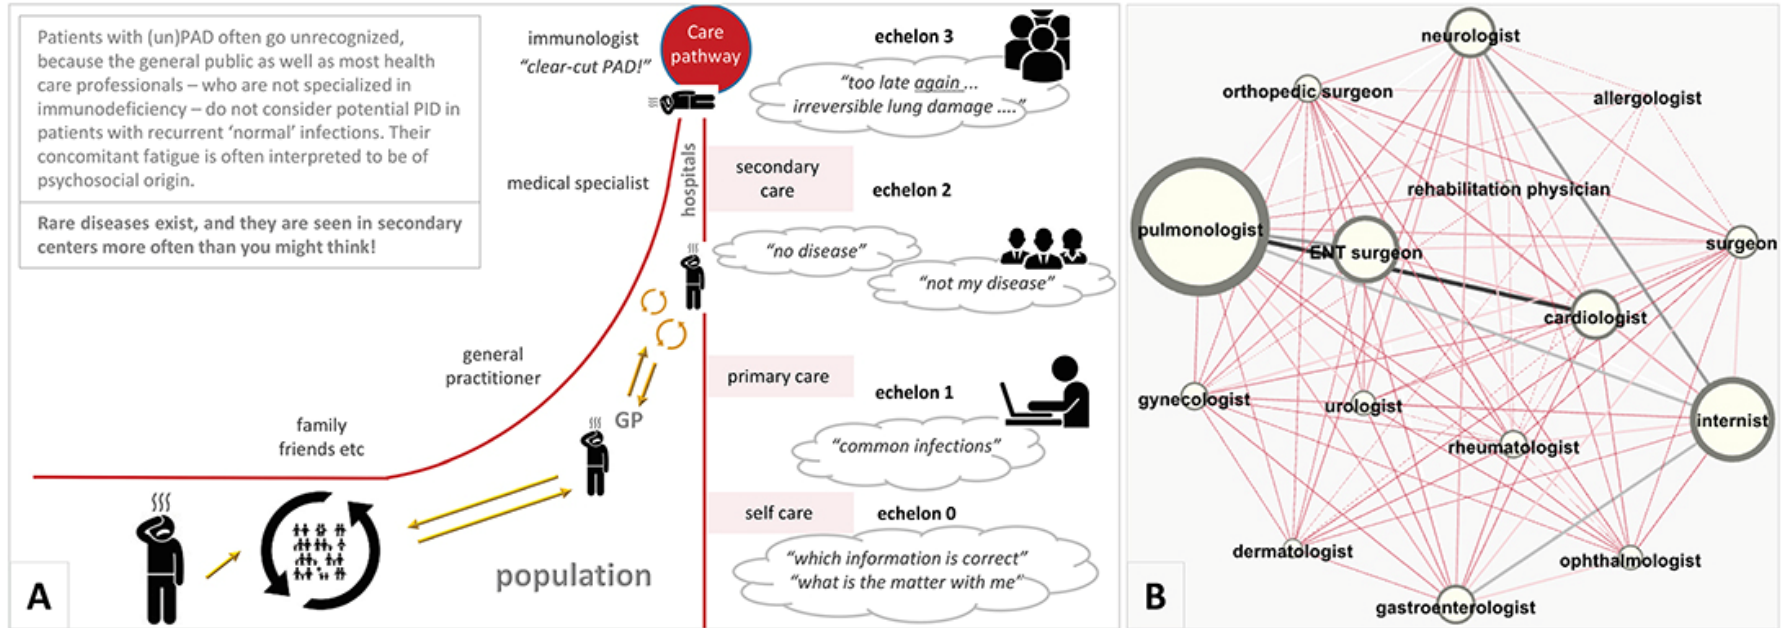 Patients with (un)PAD often go unrecognized,
because the general public as well as most health
care professionals – who are not specialized in
immunodeficiency – do not consider potential PID in
patients with recurrent ‘normal’ infections. Their
concomitant fatigue is often interpreted to be of
psychosocial origin.
Rare diseases exist, and they are seen in secondary
centers more often than you might think!
immunologist
“clear-cut PAD!”
Care
pathway
echelon 3
“too late again ...
irreversible lung damage ....”
medical specialist
hospitals
secondary
care
echelon 2
“no disease”
“not my disease”
general
practitioner
GP
primary care
echelon 1
“common infections”
family
friends etc
self care
echelon 0
“which information is correct”
“what is the matter with me”
population
A
neurologist
orthopedic surgeon
allergologist
rehabilitation physician
pulmonologist
ENT surgeon
surgeon
cardiologist
gynecologist
urologist
internist
rheumatologist
dermatologist
ophthalmologist
gastroenterologist
B